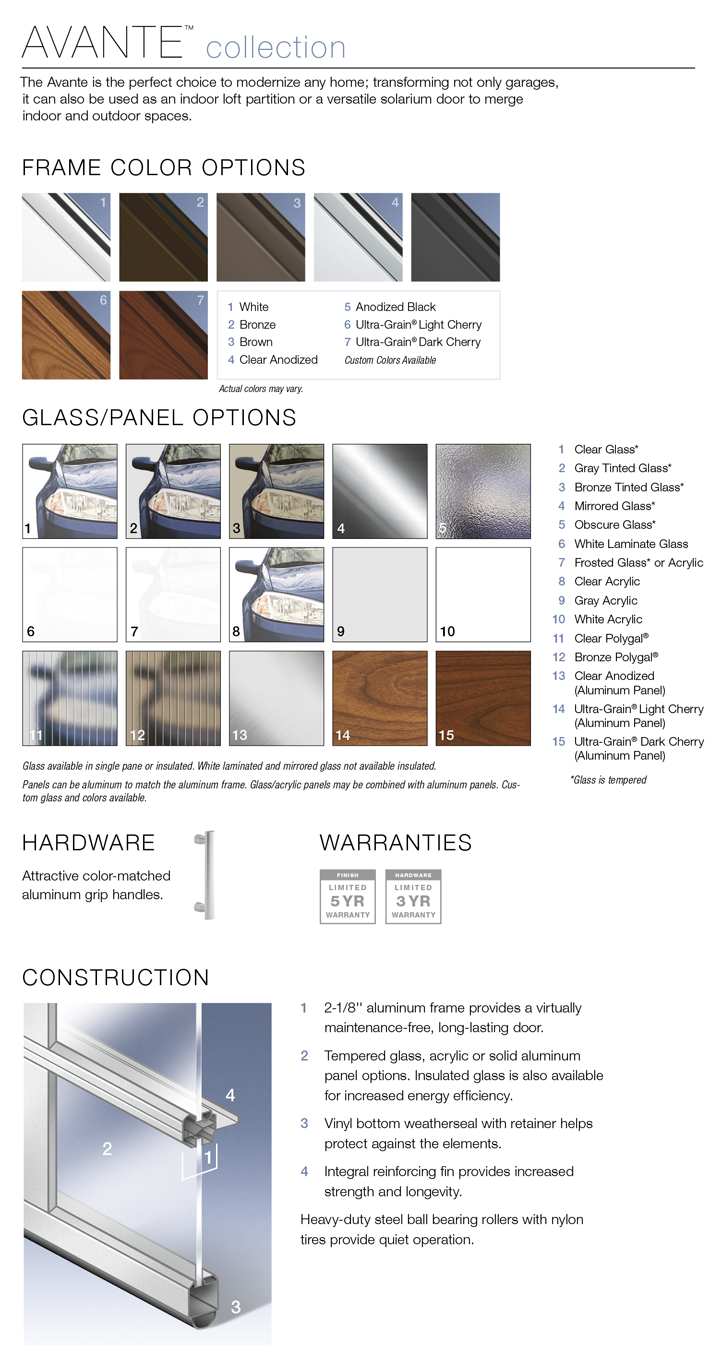 AVANTE™ collection
The Avante is the perfect choice to modernize any home; transforming not only garages,
it can also be used as an indoor loft partition or a versatile solarium door to merge
indoor and outdoor spaces.
FRAME COLOR OPTIONS
1 2 3 4
6 7
1 White
2 Bronze
3 Brown
4 Clear Anodized
5 Anodized Black
6 Ultra-Grain® Light Cherry
7 Ultra-Grain® Dark Cherry
Custom Colors Available
Actual colors may vary.
GLASS/PANEL OPTIONS
1 2 3 4 5
6 7 8 9 10
11 12 13 14 15
1 Clear Glass*
2 Gray Tinted Glass*
3 Bronze Tinted Glass*
4 Mirrored Glass*
5 Obscure Glass*
6 White Laminate Glass
7 Frosted Glass* or Acrylic
8 Clear Acrylic
9 Gray Acrylic
10 White Acrylic
11 Clear Polygal®
12 Bronze Polygal®
13 Clear Anodized
(Aluminum Panel)
14 Ultra-Grain® Light Cherry
(Aluminum Panel)
15 Ultra-Grain® Dark Cherry
(Aluminum Panel)
*Glass is tempered
Glass available in single pane or insulated. White laminated and mirrored glass not available insulated.
Panels can be aluminum to match the aluminum frame. Glass/acrylic panels may be combined with aluminum panels. Cus-
tom glass and colors available.
HARDWARE
Attractive color-matched
aluminum grip handles.
WARRANTIES
FINISH
LIMITED
5 YR
WARRANTY
HARDWARE
LIMITED
3 YR
WARRANTY
CONSTRUCTION
4
2
1
3
1 2-1/8'' aluminum frame provides a virtually
maintenance-free, long-lasting door.
2 Tempered glass, acrylic or solid aluminum
panel options. Insulated glass is also available
for increased energy efficiency.
3 Vinyl bottom weatherseal with retainer helps
protect against the elements.
4 Integral reinforcing fin provides increased
strength and longevity.
Heavy-duty steel ball bearing rollers with nylon
tires provide quiet operation.